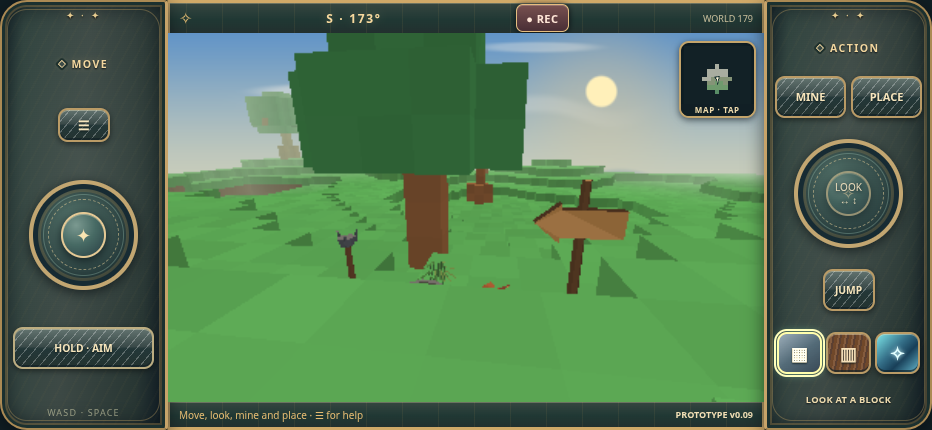 MOVE
HOLD · AIM
WASD · SPACE
S · 173°
● REC
WORLD 179
MAP · TAP
Move, look, mine and place · ☰ for help
PROTOTYPE v0.09
ACTION
MINE
PLACE
LOOK
JUMP
LOOK AT A BLOCK